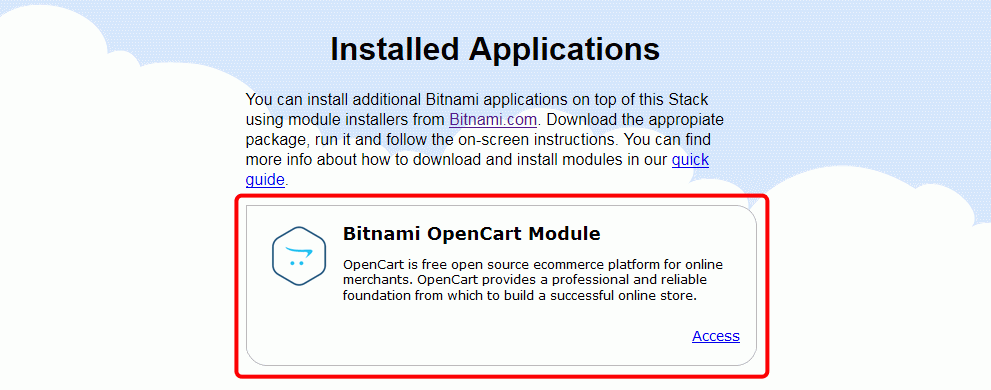 Installed Applications
You can install additional Bitnami applications on top of this Stack
using module installers from Bitnami.com. Download the appropiate
package, run it and follow the on-screen instructions. You can find
more info about how to download and install modules in our quick
guide.
Bitnami OpenCart Module
OpenCart is free open source ecommerce platform for online
merchants. OpenCart provides a professional and reliable
foundation from which to build a successful online store.
Access